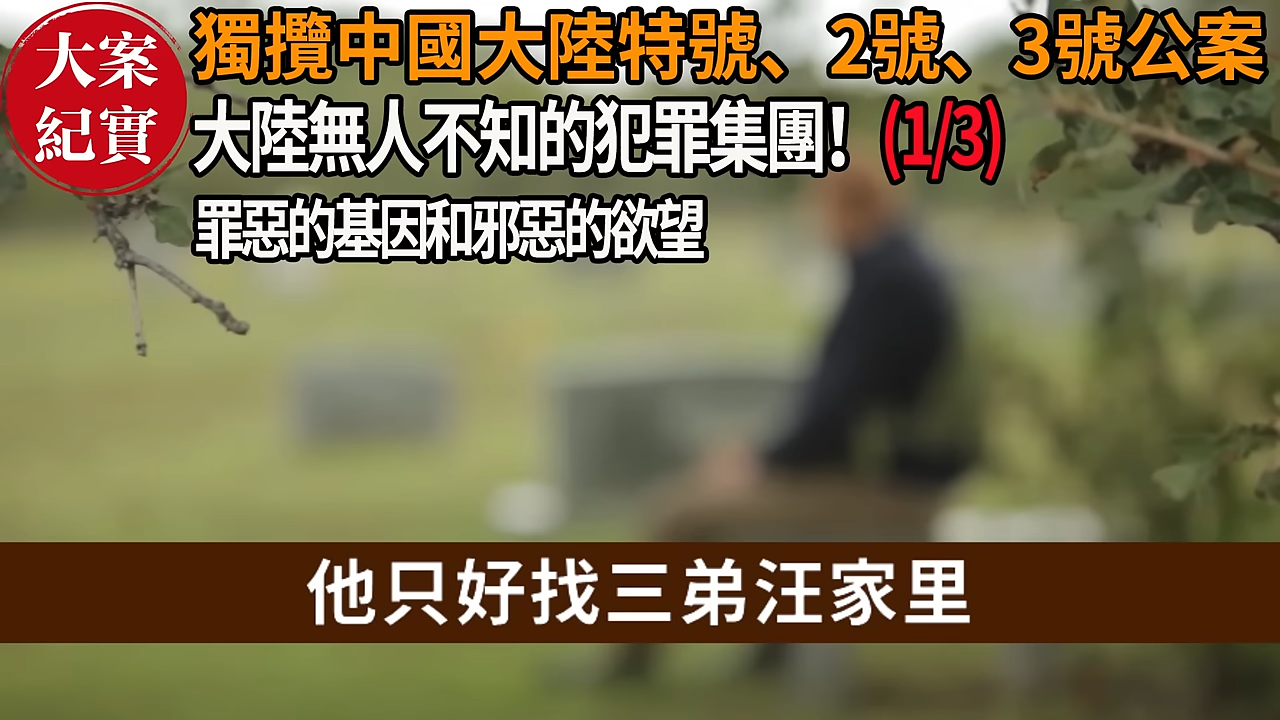 大案
紀實
獨攬中國大陸特號、2號、3號公案
大陸無人不知的犯罪集團！(1/3)
罪惡的基因和邪惡的欲望
他只好找三弟汪家里